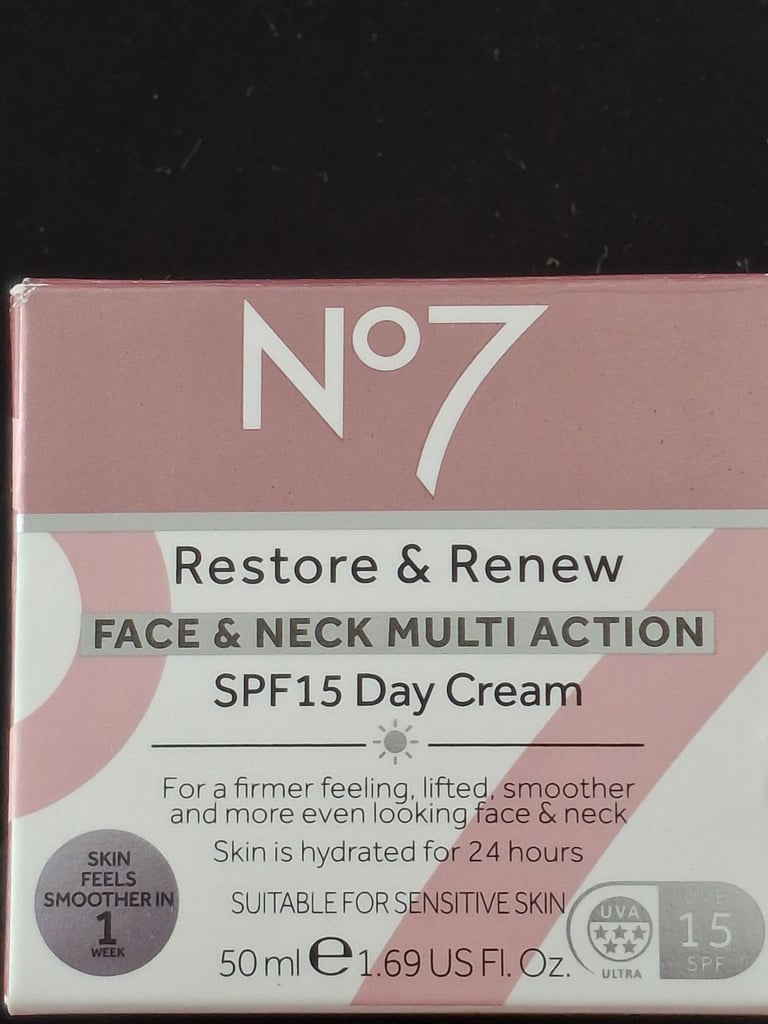 No7
Restore & Renew
FACE & NECK MULTI ACTION
SPF15 Day Cream
For a firmer feeling, lifted, smoother
and more even looking face & neck
Skin is hydrated for 24 hours
SUITABLE FOR SENSITIVE SKIN
50 ml e 1.69 US Fl. Oz.
SKIN
FEELS
SMOOTHER IN
1
WEEK
UVA
ULTRA
UVB
15
SPF